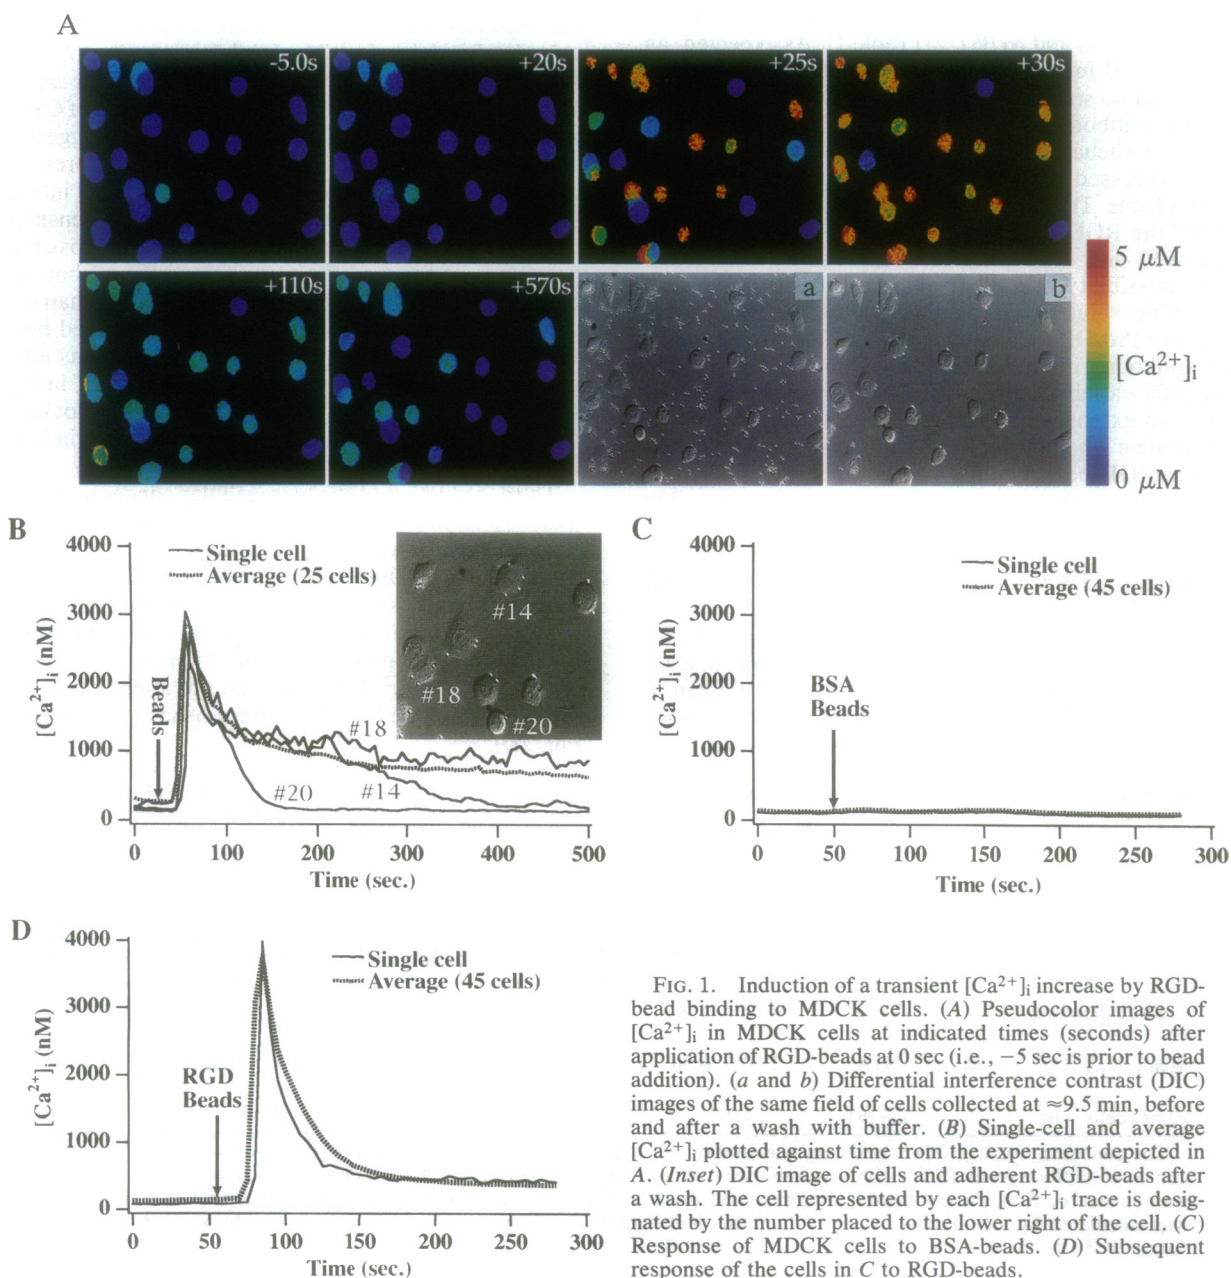 A
-5.0s
+20s
+25s
+30s
+110s
+570s
a
b
5 μM
[Ca²⁺]ᵢ
0 μM
B
4000
3000
2000
1000
0
[Ca²⁺]ᵢ (nM)
Single cell
Average (25 cells)
Beads
#14
#18
#20
#18
#20
#14
0
100
200
300
400
500
Time (sec.)
C
4000
3000
2000
1000
0
[Ca²⁺]ᵢ (nM)
Single cell
Average (45 cells)
BSA
Beads
0
50
100
150
200
250
300
Time (sec.)
D
4000
3000
2000
1000
0
[Ca²⁺]ᵢ (nM)
Single cell
Average (45 cells)
RGD
Beads
0
50
100
150
200
250
300
Time (sec.)
FIG. 1. Induction of a transient [Ca²⁺]ᵢ increase by RGD-
bead binding to MDCK cells. (A) Pseudocolor images of
[Ca²⁺]ᵢ in MDCK cells at indicated times (seconds) after
application of RGD-beads at 0 sec (i.e., −5 sec is prior to bead
addition). (a and b) Differential interference contrast (DIC)
images of the same field of cells collected at ≈9.5 min, before
and after a wash with buffer. (B) Single-cell and average
[Ca²⁺]ᵢ plotted against time from the experiment depicted in
A. (Inset) DIC image of cells and adherent RGD-beads after
a wash. The cell represented by each [Ca²⁺]ᵢ trace is desig-
nated by the number placed to the lower right of the cell. (C)
Response of MDCK cells to BSA-beads. (D) Subsequent
response of the cells in C to RGD-beads.